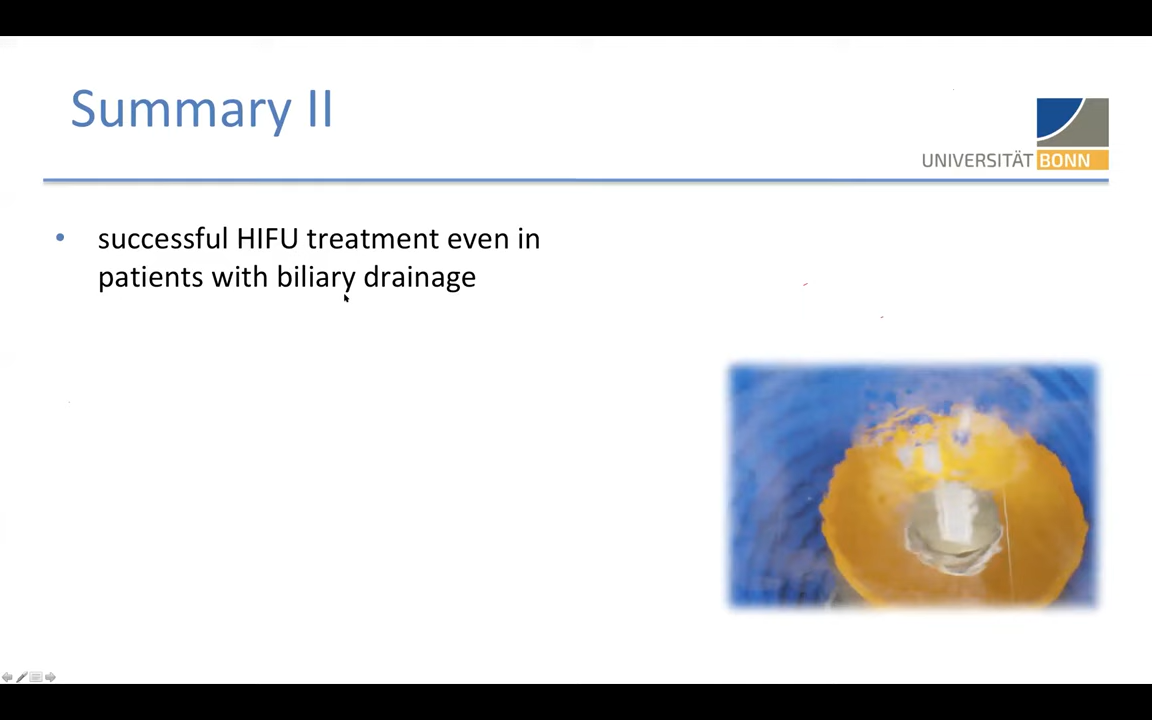 Summary II
UNIVERSITÄT BONN
• successful HIFU treatment even in
patients with biliary drainage